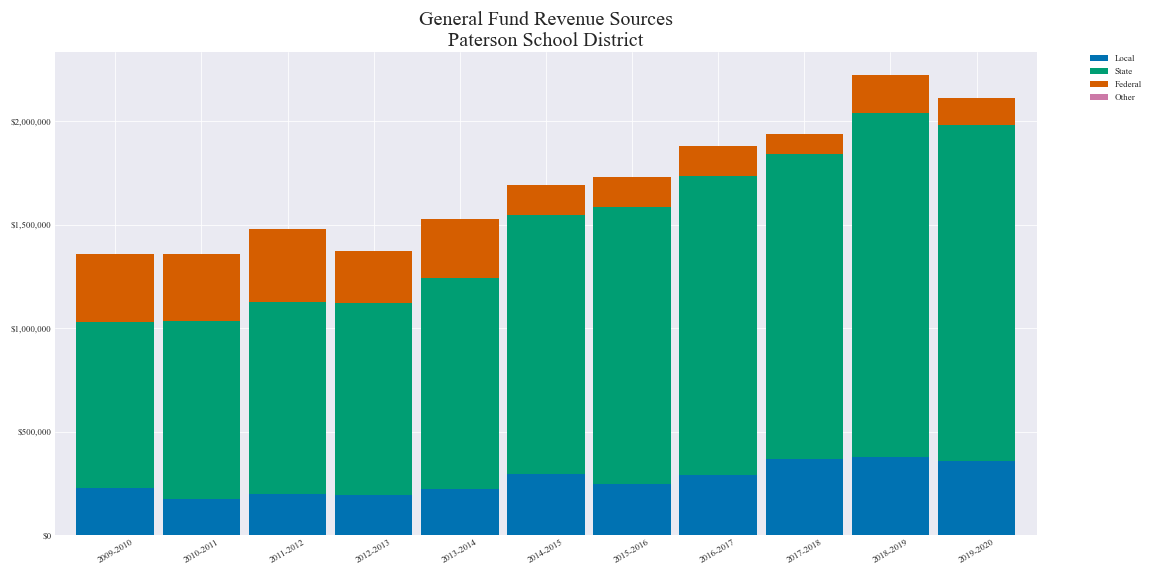 General Fund Revenue Sources
Paterson School District
Local
State
Federal
Other
$2,000,000
$1,500,000
$1,000,000
$500,000
$0
2009-2010
2010-2011
2011-2012
2012-2013
2013-2014
2014-2015
2015-2016
2016-2017
2017-2018
2018-2019
2019-2020